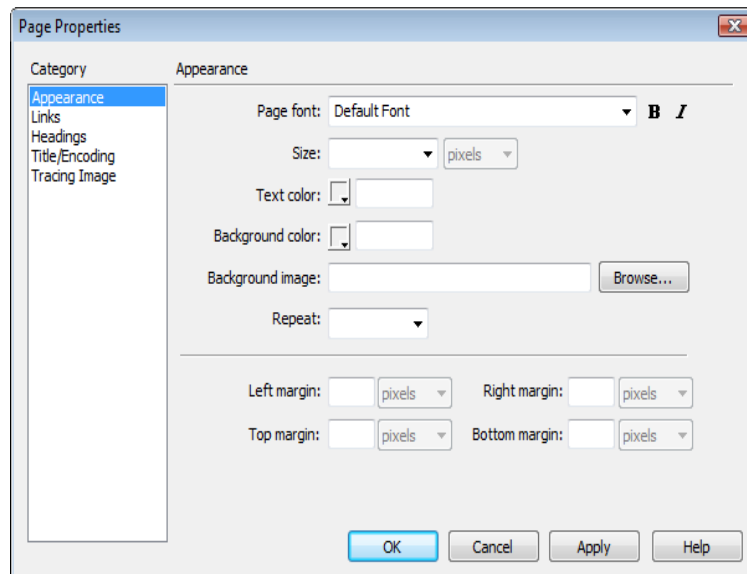 Page Properties
Category
Appearance
Links
Headings
Title/Encoding
Tracing Image
Appearance
Page font: Default Font B I
Size: pixels
Text color:
Background color:
Background image: Browse...
Repeat:
Left margin: pixels Right margin: pixels
Top margin: pixels Bottom margin: pixels
OK Cancel Apply Help